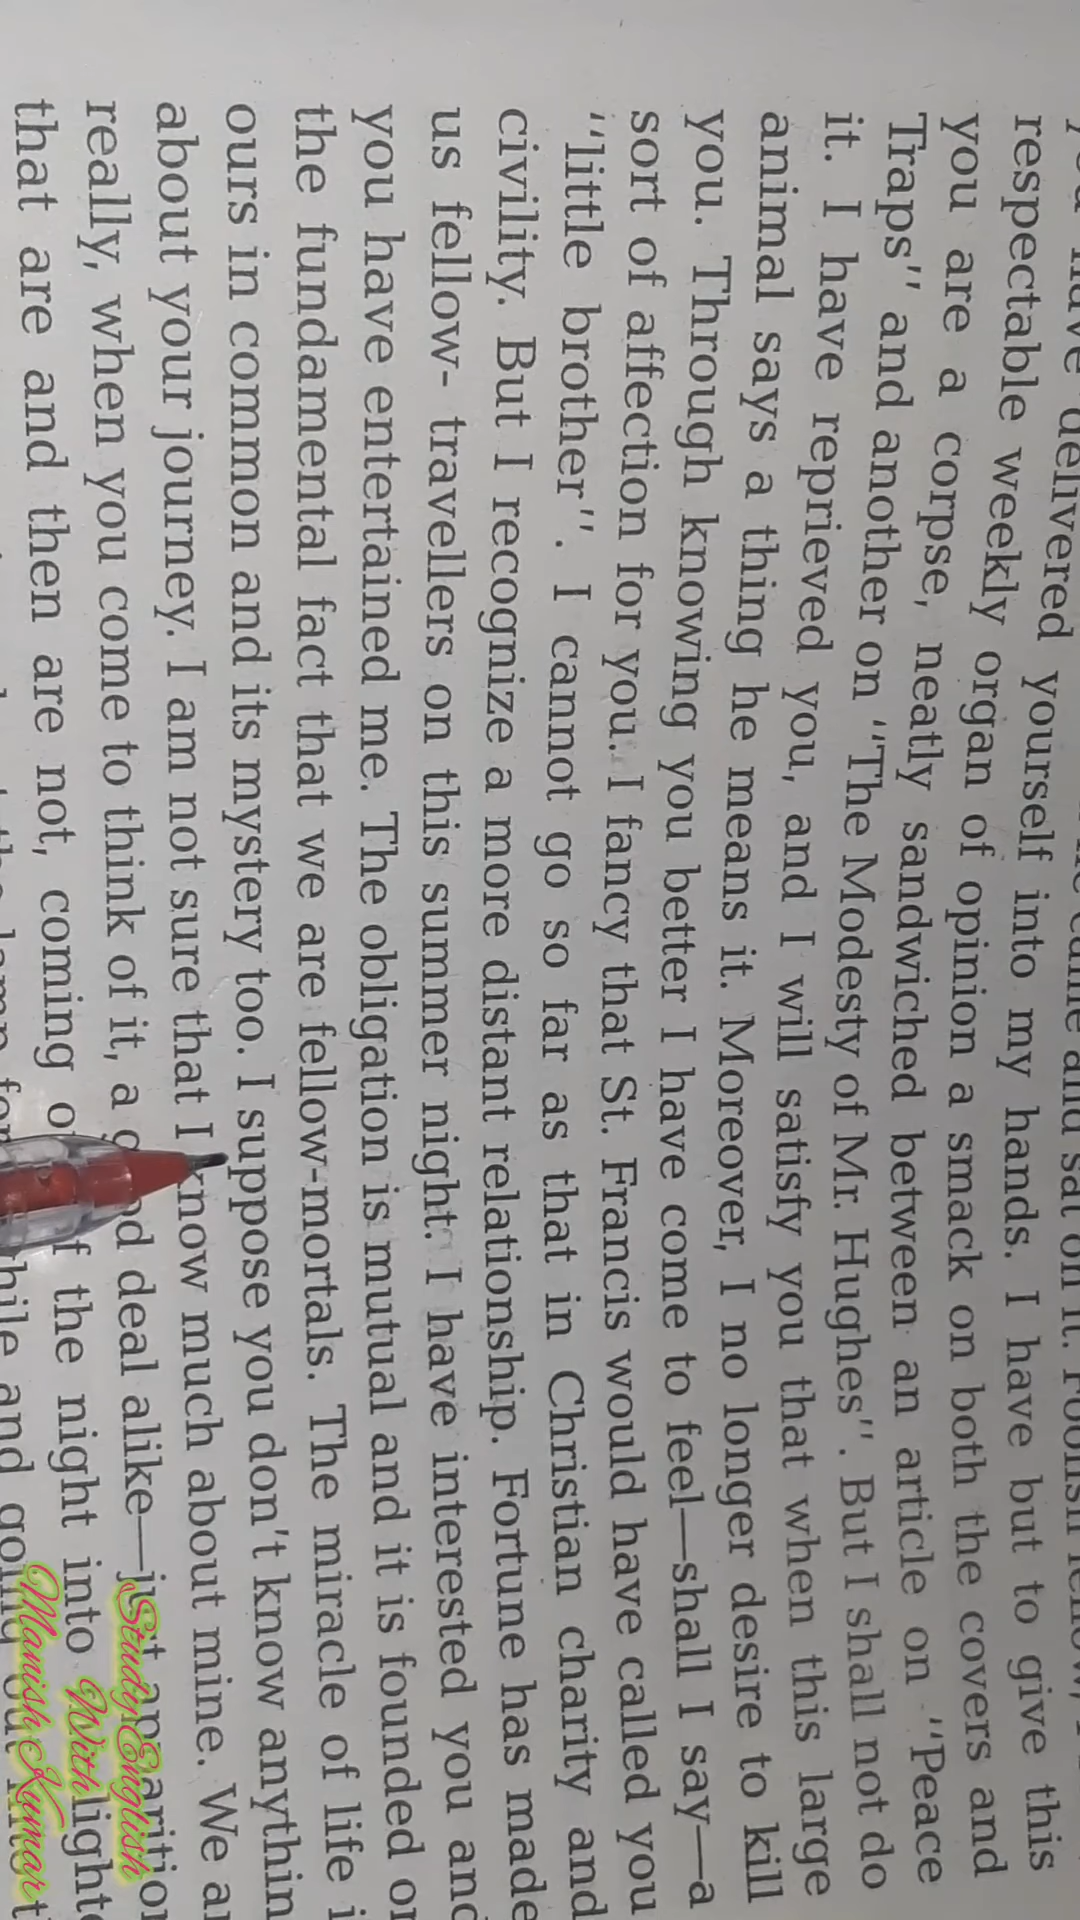 delivered
respectable weekly organ of opinion a smack on both the covers and
yourself into my hands. I have but to give this
you are a corpse, neatly sandwiched between an article on "Peace
Traps" and another on "The Modesty of Mr. Hughes". But I shall not do
it. I have reprieved you, and I will satisfy you that when this large
animal says a thing he means it. Moreover, I no longer desire to kill
you. Through knowing you better I have come to feel—shall I say—a
sort of affection for you. I fancy that St. Francis would have called you
"little brother". I cannot go so far as that in Christian charity and
civility. But I recognize a more distant relationship. Fortune has made
us fellow- travellers on this summer night. I have interested you and
you have entertained me. The obligation is mutual and it is founded on
the fundamental fact that we are fellow-mortals. The miracle of life i
ours in common and its mystery too. I suppose you don't know anythin
about your journey. I am not sure that I know much about mine. We ar
really, when you come to think of it, a deal alike—
that are and then are not, coming of the night into lighte
Study English
With
Manish Kumar